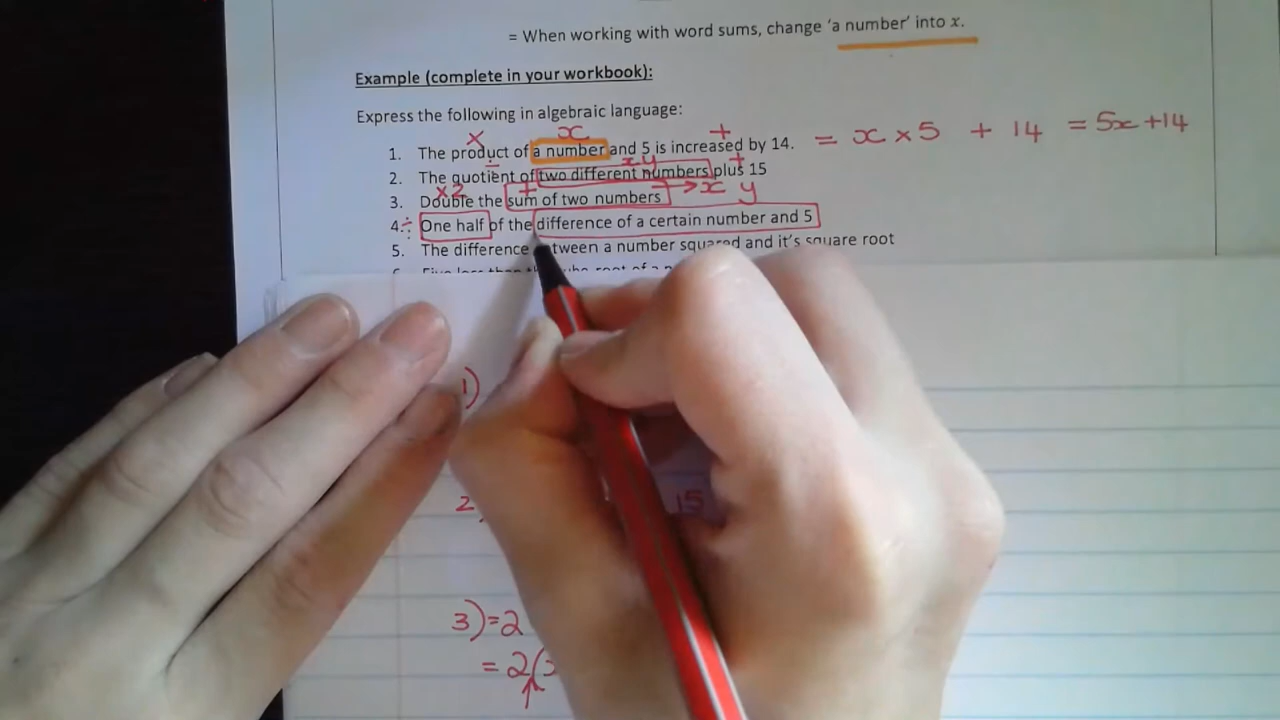 = When working with word sums, change 'a number' into x.
Example (complete in your workbook):
Express the following in algebraic language:
× x +
1. The product of a number and 5 is increased by 14. = x × 5 + 14 = 5x + 14
÷ x y +
2. The quotient of two different numbers plus 15
×2 + → x y
3. Double the sum of two numbers
÷
4. One half of the difference of a certain number and 5
5. The difference between a number squared and it's square root
1)
2,
15
3) = 2
= 2(